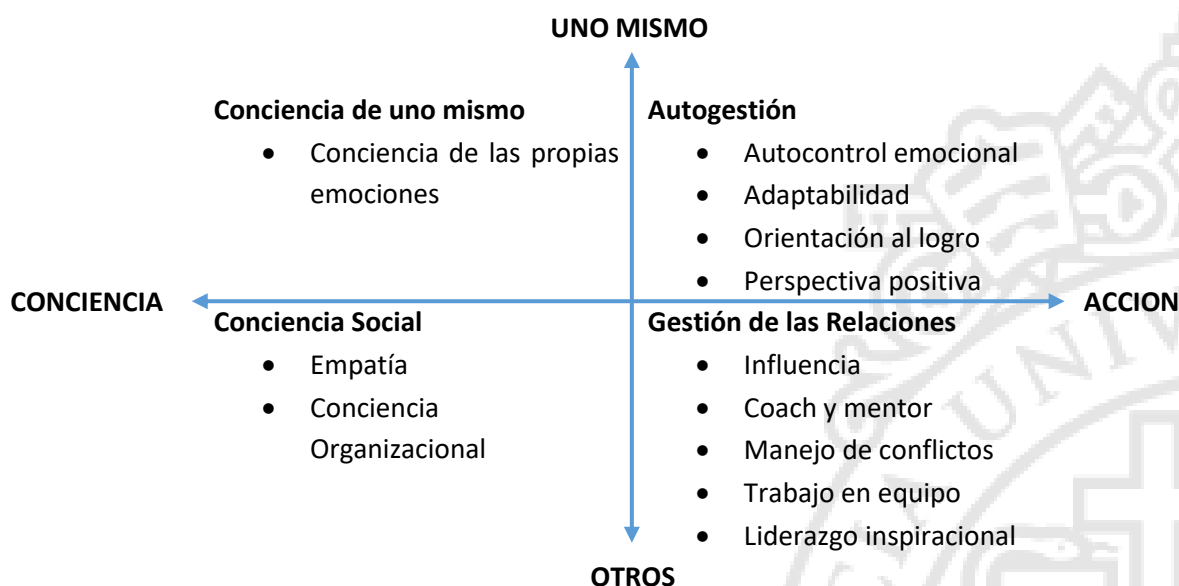 UNO MISMO
Conciencia de uno mismo
• Conciencia de las propias
emociones
Autogestión
• Autocontrol emocional
• Adaptabilidad
• Orientación al logro
• Perspectiva positiva
CONCIENCIA
ACCION
Conciencia Social
• Empatía
• Conciencia
Organizacional
Gestión de las Relaciones
• Influencia
• Coach y mentor
• Manejo de conflictos
• Trabajo en equipo
• Liderazgo inspiracional
OTROS